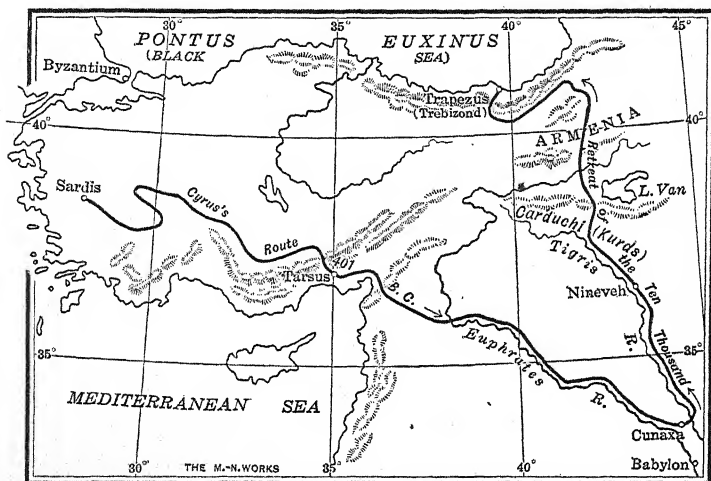 30° 35° 40° 45°
PONTUS EUXINUS
(BLACK SEA)
Byzantium
Trapezus
(Trebizond)
40° 40°
ARMENIA
Retreat
L. Van
Sardis
Cyrus's
Route
401
B. C.
Carduchi (Kurds)
Tigris
R.
the Ten
Thousand
Tarsus
Nineveh
35° 35°
Euphrates
R.
MEDITERRANEAN SEA
Cunaxa
Babylon
30° 35° 40° 45°
THE M.-N. WORKS